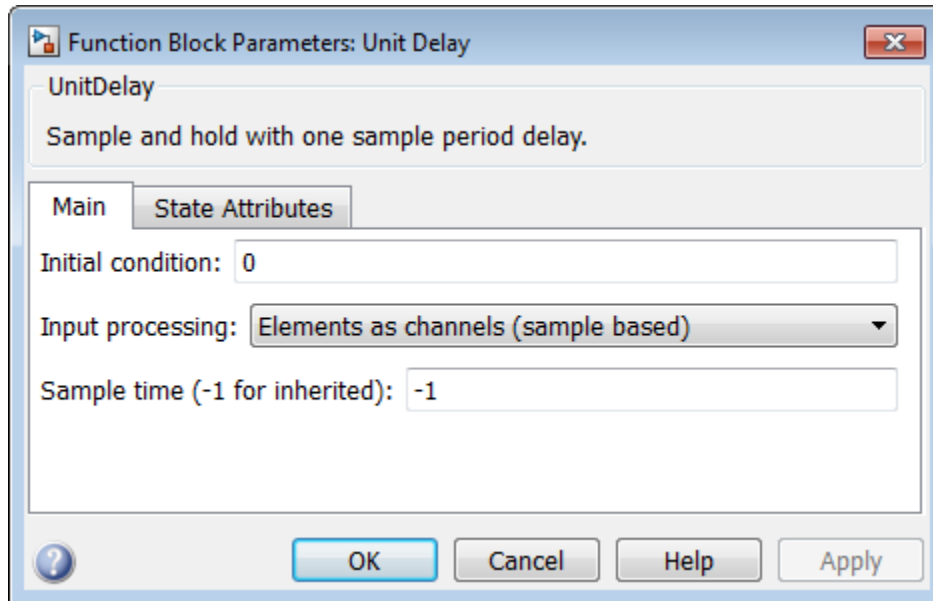 Function Block Parameters: Unit Delay
UnitDelay
Sample and hold with one sample period delay.
Main State Attributes
Initial condition: 0
Input processing: Elements as channels (sample based)
Sample time (-1 for inherited): -1
? OK Cancel Help Apply